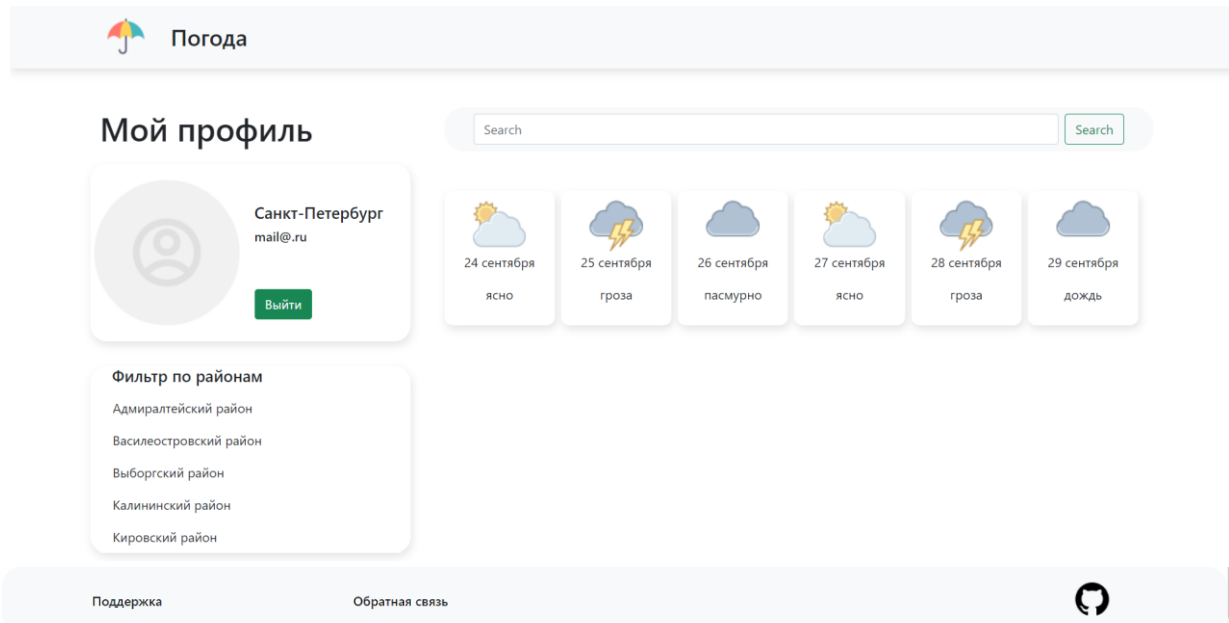 Погода
Мой профиль
Search
Search
Санкт-Петербург
mail@.ru
Выйти
24 сентября
ясно
25 сентября
гроза
26 сентября
пасмурно
27 сентября
ясно
28 сентября
гроза
29 сентября
дождь
Фильтр по районам
Адмиралтейский район
Василеостровский район
Выборгский район
Калининский район
Кировский район
Поддержка
Обратная связь